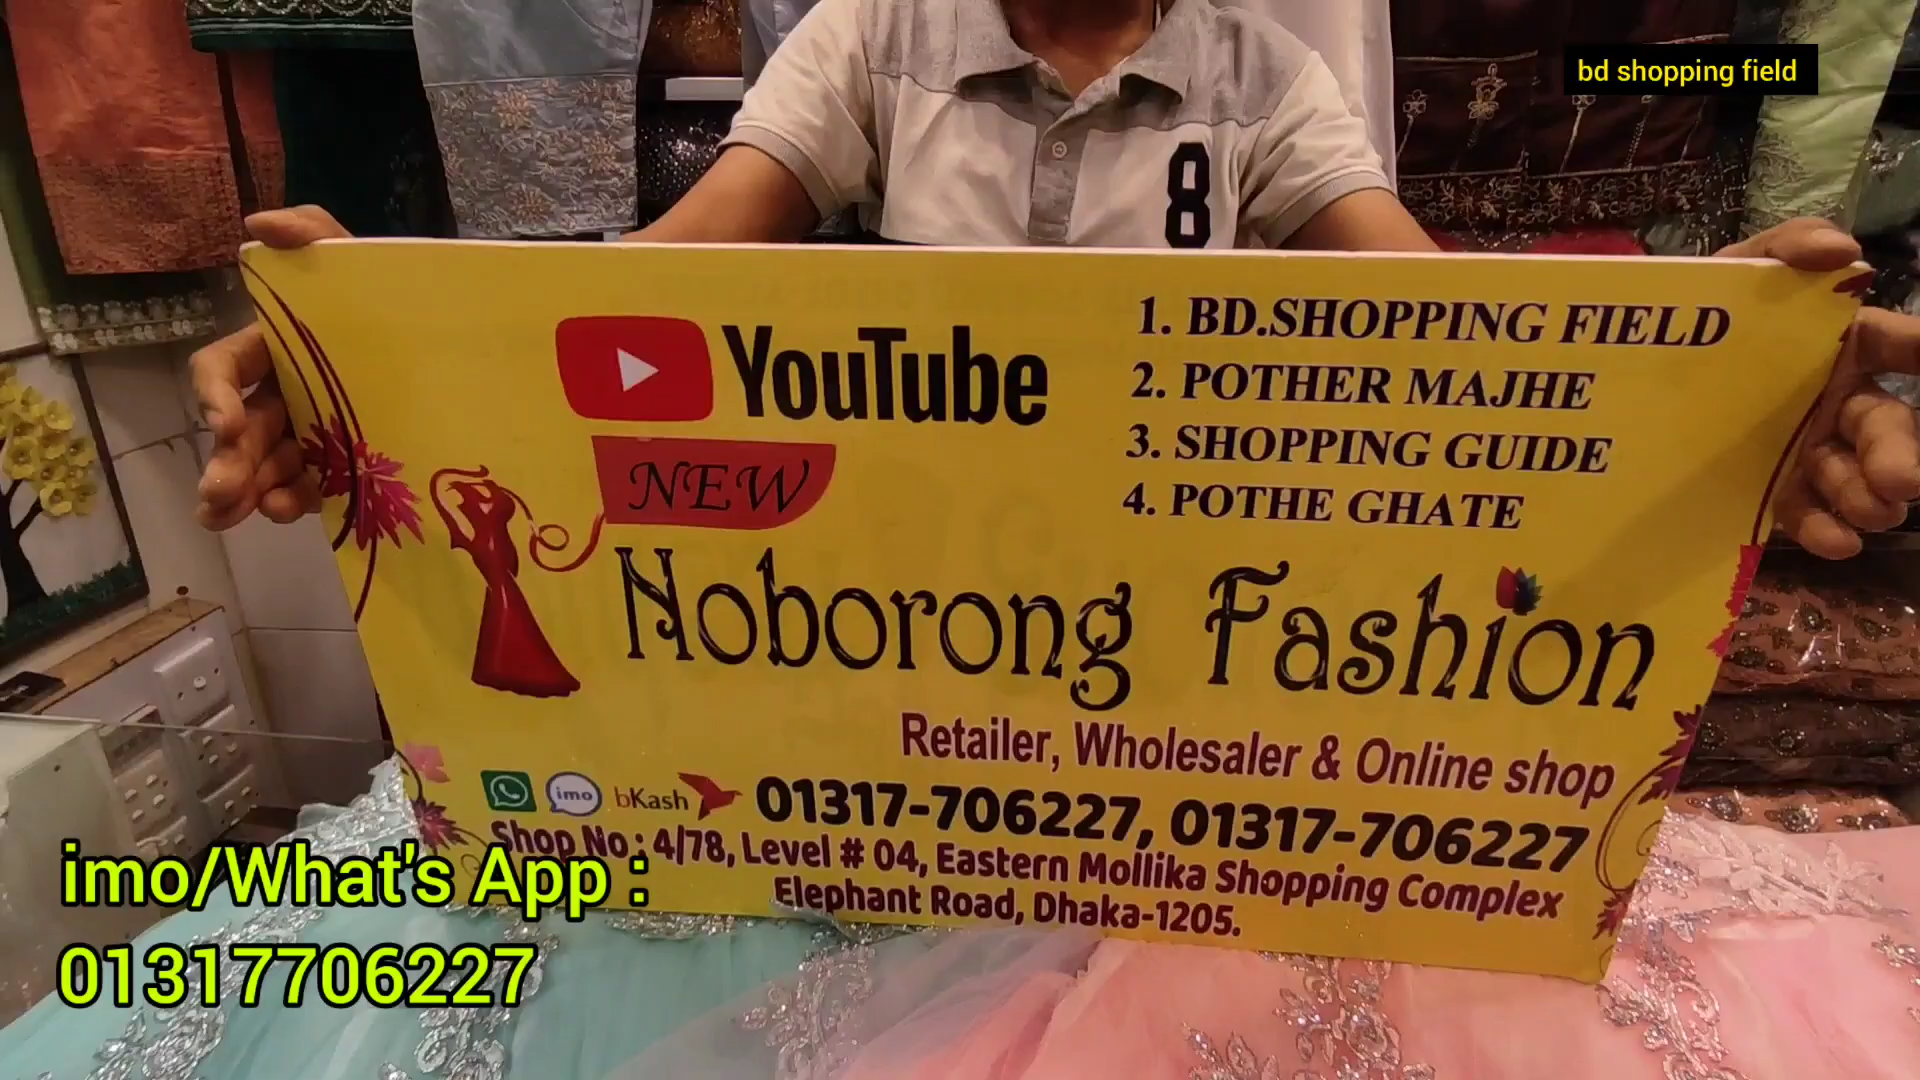 bd shopping field
8
YouTube
1. BD.SHOPPING FIELD
2. POTHER MAJHE
3. SHOPPING GUIDE
4. POTHE GHATE
NEW
Noborong Fashion
Retailer, Wholesaler & Online shop
imo bKash 01317-706227, 01317-706227
Shop No : 4/78, Level # 04, Eastern Mollika Shopping Complex
Elephant Road, Dhaka-1205.
imo/What's App :
01317706227